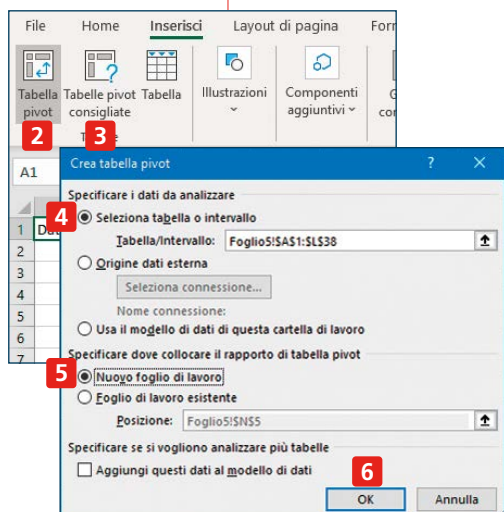 File Home Inserisci Layout di pagina Form
Tabella pivot
Tabelle pivot consigliate
Tabella
Illustrazioni
Componenti aggiuntivi
2 3
A1
Crea tabella pivot ? ×
Specificare i dati da analizzare
4 Seleziona tabella o intervallo
1
Tabella/Intervallo: Foglio5!$A$1:$L$38
2
Origine dati esterna
3
Seleziona connessione...
4
Nome connessione:
5
Usa il modello di dati di questa cartella di lavoro
6
Specificare dove collocare il rapporto di tabella pivot
7
5 Nuovo foglio di lavoro
Foglio di lavoro esistente
Posizione: Foglio5!$N$5
Specificare se si vogliono analizzare più tabelle
Aggiungi questi dati al modello di dati
6
OK Annulla